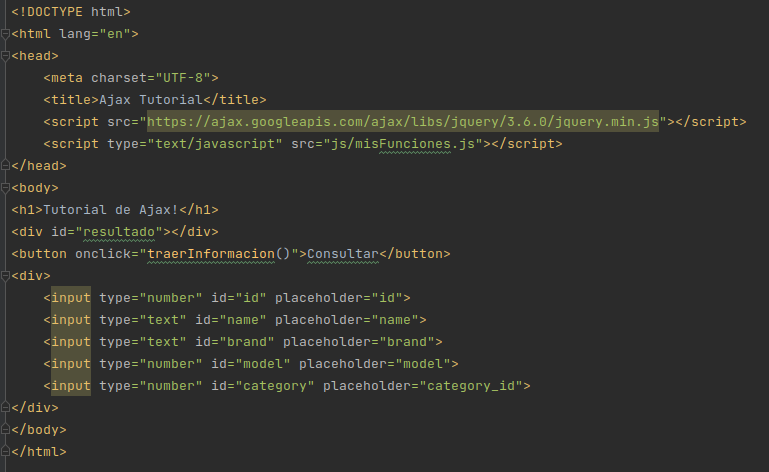 <!DOCTYPE html>
<html lang="en">
<head>
    <meta charset="UTF-8">
    <title>Ajax Tutorial</title>
    <script src="https://ajax.googleapis.com/ajax/libs/jquery/3.6.0/jquery.min.js"></script>
    <script type="text/javascript" src="js/misFunciones.js"></script>
</head>
<body>
<h1>Tutorial de Ajax!</h1>
<div id="resultado"></div>
<button onclick="traerInformacion()">Consultar</button>
<div>
    <input type="number" id="id" placeholder="id">
    <input type="text" id="name" placeholder="name">
    <input type="text" id="brand" placeholder="brand">
    <input type="number" id="model" placeholder="model">
    <input type="number" id="category" placeholder="category_id">
</div>
</body>
</html>